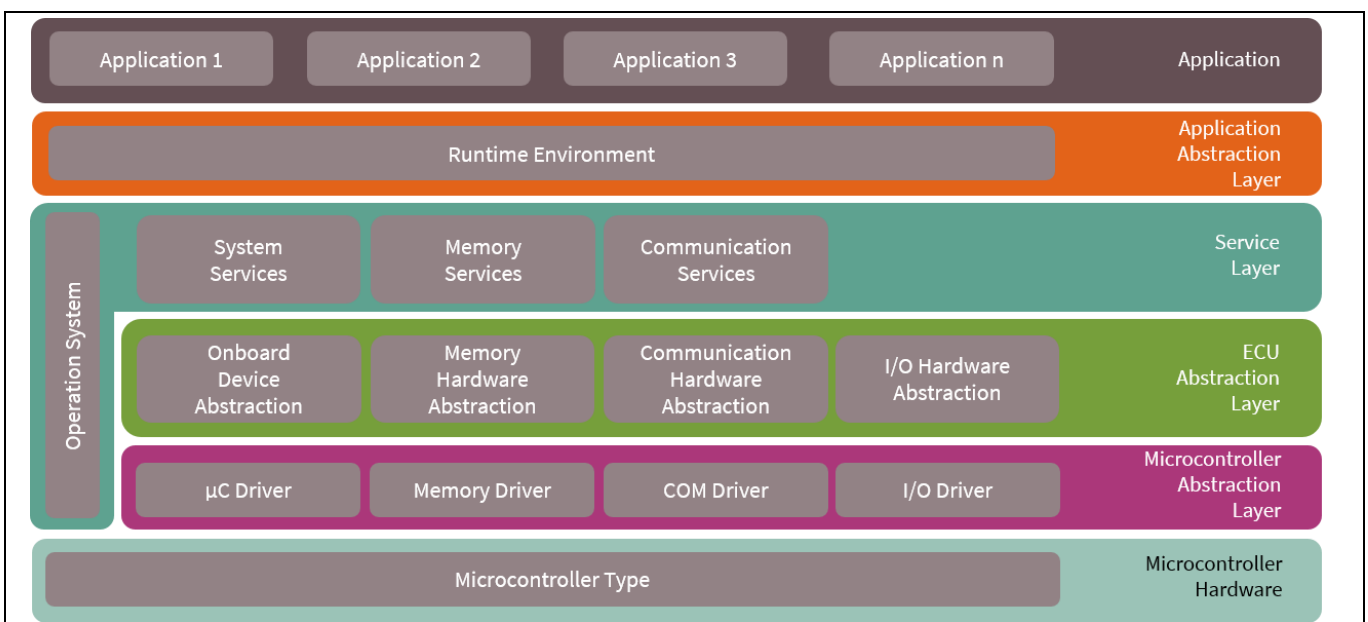 Application 1
Application 2
Application 3
Application n
Application
Runtime Environment
Application
Abstraction
Layer
Operation System
System
Services
Memory
Services
Communication
Services
Service
Layer
Onboard
Device
Abstraction
Memory
Hardware
Abstraction
Communication
Hardware
Abstraction
I/O Hardware
Abstraction
ECU
Abstraction
Layer
µC Driver
Memory Driver
COM Driver
I/O Driver
Microcontroller
Abstraction
Layer
Microcontroller Type
Microcontroller
Hardware